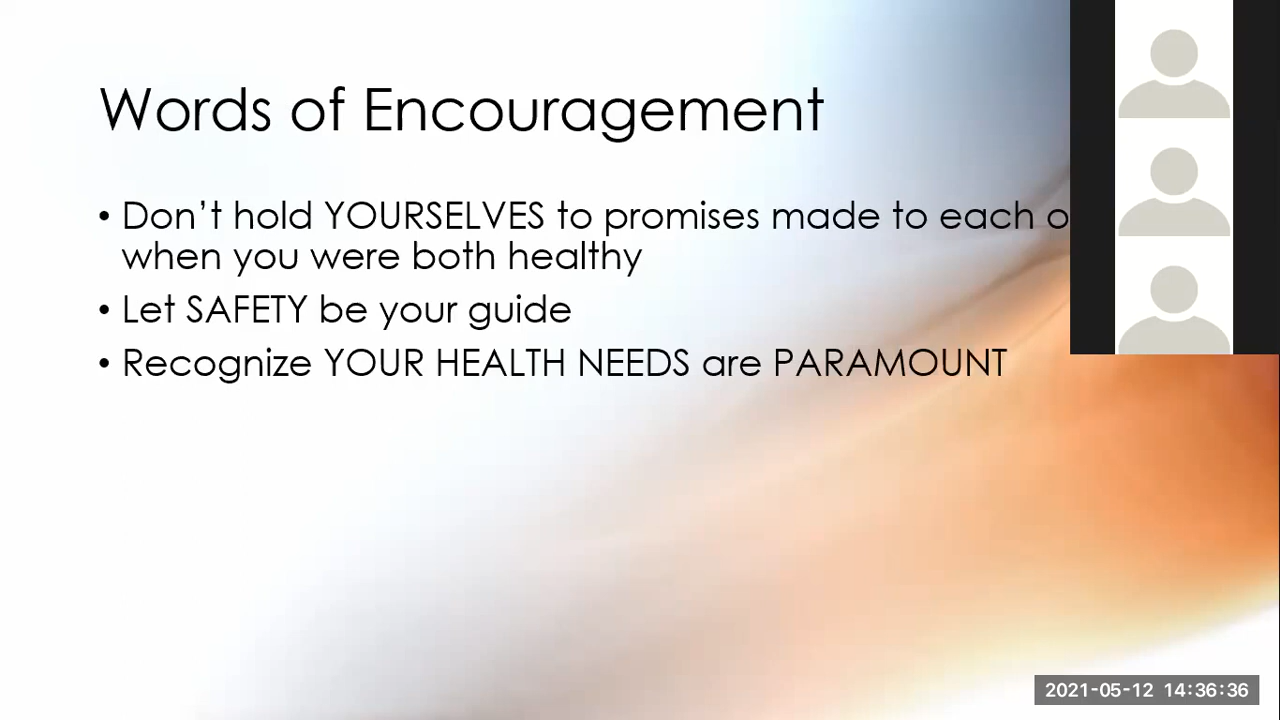 Words of Encouragement
• Don’t hold YOURSELVES to promises made to each
when you were both healthy
• Let SAFETY be your guide
• Recognize YOUR HEALTH NEEDS are PARAMOUNT
2021-05-12 14:36:36